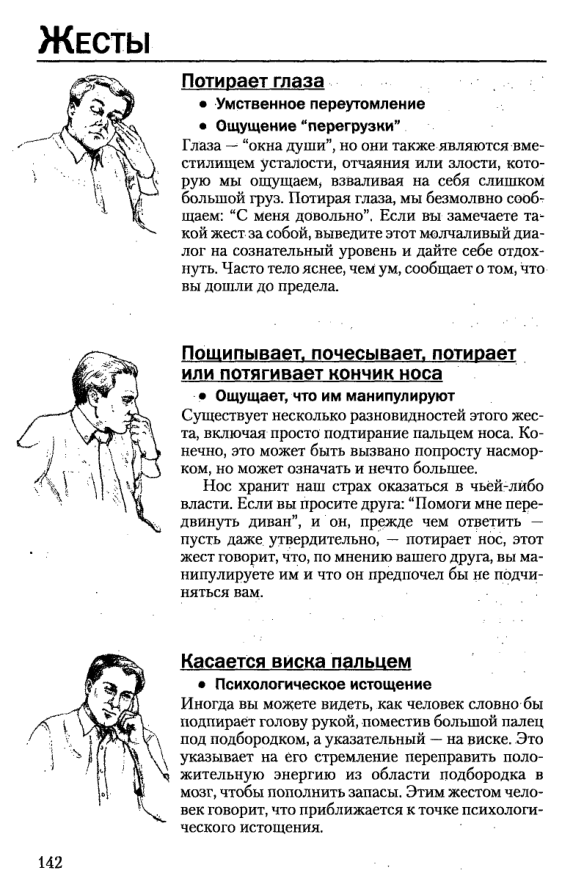 Жесты
Потирает глаза
• Умственное переутомление
• Ощущение “перегрузки”
Глаза — “окна души”, но они также являются вме-
стилищем усталости, отчаяния или злости, кото-
рую мы ощущаем, взваливая на себя слишком
большой груз. Потирая глаза, мы безмолвно сооб-
щаем: “С меня довольно”. Если вы замечаете та-
кой жест за собой, выведите этот молчаливый диа-
лог на сознательный уровень и дайте себе отдох-
нуть. Часто тело яснее, чем ум, сообщает о том, что
вы дошли до предела.
Пощипывает, почесывает, потирает
или потягивает кончик носа
• Ощущает, что им манипулируют
Существует несколько разновидностей этого жес-
та, включая просто подтирание пальцем носа. Ко-
нечно, это может быть вызвано попросту насмор-
ком, но может означать и нечто большее.
Нос хранит наш страх оказаться в чьей-либо
власти. Если вы просите друга: “Помоги мне пере-
двинуть диван”, и он, прежде чем ответить —
пусть даже утвердительно, — потирает нос, этот
жест говорит, что, по мнению вашего друга, вы ма-
нипулируете им и что он предпочел бы не подчи-
няться вам.
Касается виска пальцем
• Психологическое истощение
Иногда вы можете видеть, как человек словно бы
подпирает голову рукой, поместив большой палец
под подбородком, а указательный — на виске. Это
указывает на его стремление переправить поло-
жительную энергию из области подбородка в
мозг, чтобы пополнить запасы. Этим жестом чело-
век говорит, что приближается к точке психологи-
ческого истощения.
142